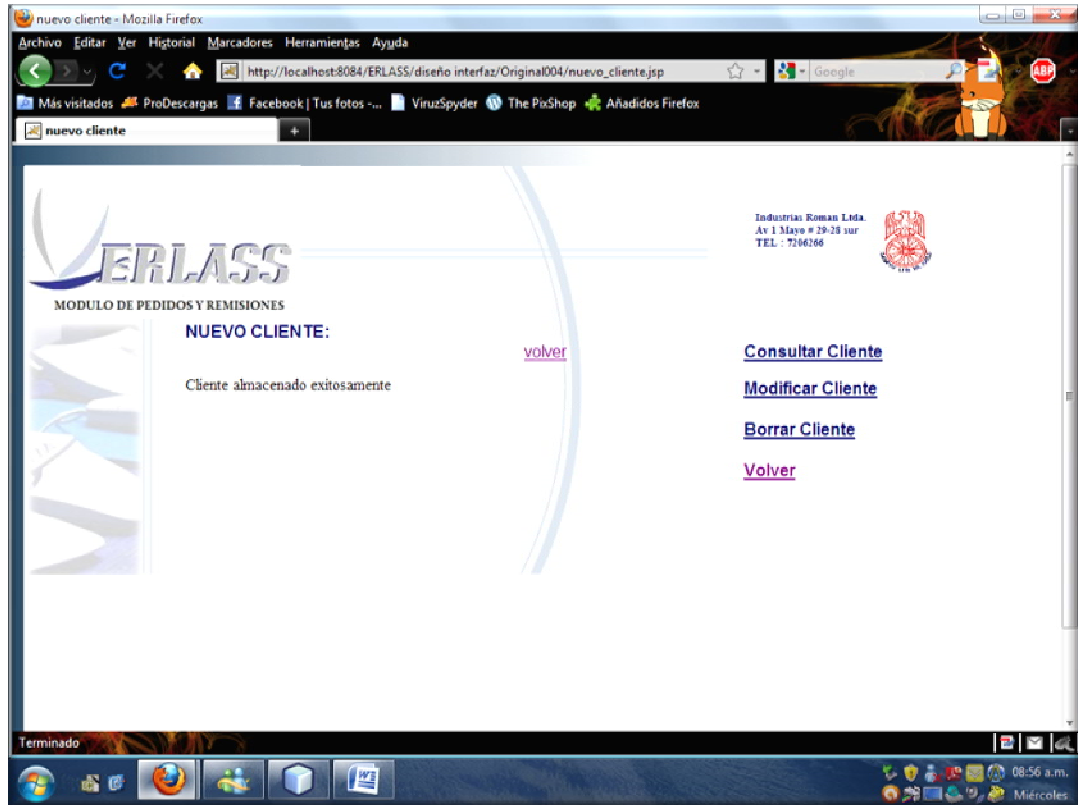 nuevo cliente - Mozilla Firefox
Archivo Editar Ver Historial Marcadores Herramientas Ayuda
http://localhost:8084/ERLASS/diseño interfaz/Original004/nuevo_cliente.jsp
Google
ABP
Más visitados ProDescargas Facebook | Tus fotos -... ViruzSpyder The PixShop Añadidos Firefox
nuevo cliente
Industrias Roman Ltda.
Av 1 Mayo # 29-28 sur
TEL : 7206266
ERLASS
MODULO DE PEDIDOS Y REMISIONES
NUEVO CLIENTE:
volver
Cliente almacenado exitosamente
Consultar Cliente
Modificar Cliente
Borrar Cliente
Volver
Terminado
08:56 a.m.
Miércoles